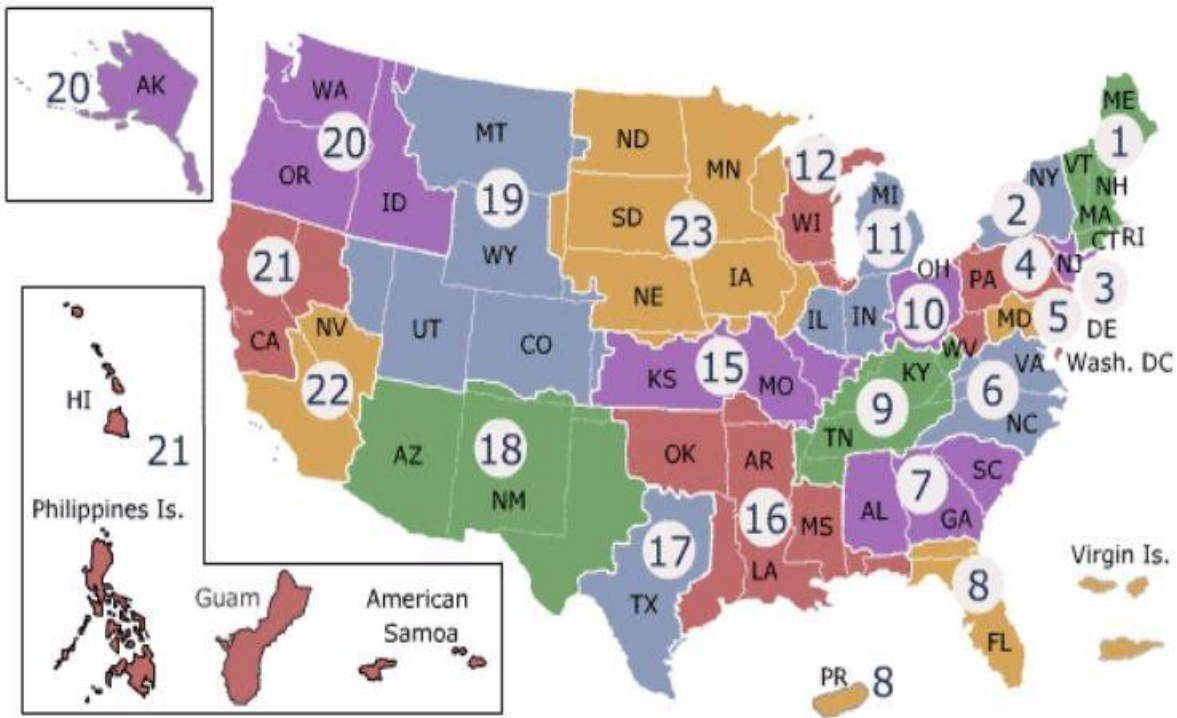 20
AK
WA
20
OR
ID
MT
19
WY
ND
MN
SD
23
NE
IA
12
WI
MI
11
ME
1
VT
NH
NY
2
MA
CT
RI
4
PA
NJ
3
OH
10
MD
5
DE
Wash. DC
21
CA
NV
22
UT
CO
KS
15
MO
IL
IN
WV
VA
6
KY
9
NC
TN
AZ
18
NM
OK
AR
16
MS
LA
17
TX
7
SC
AL
GA
8
FL
HI
21
Philippines Is.
Guam
American
Samoa
Virgin Is.
PR
8